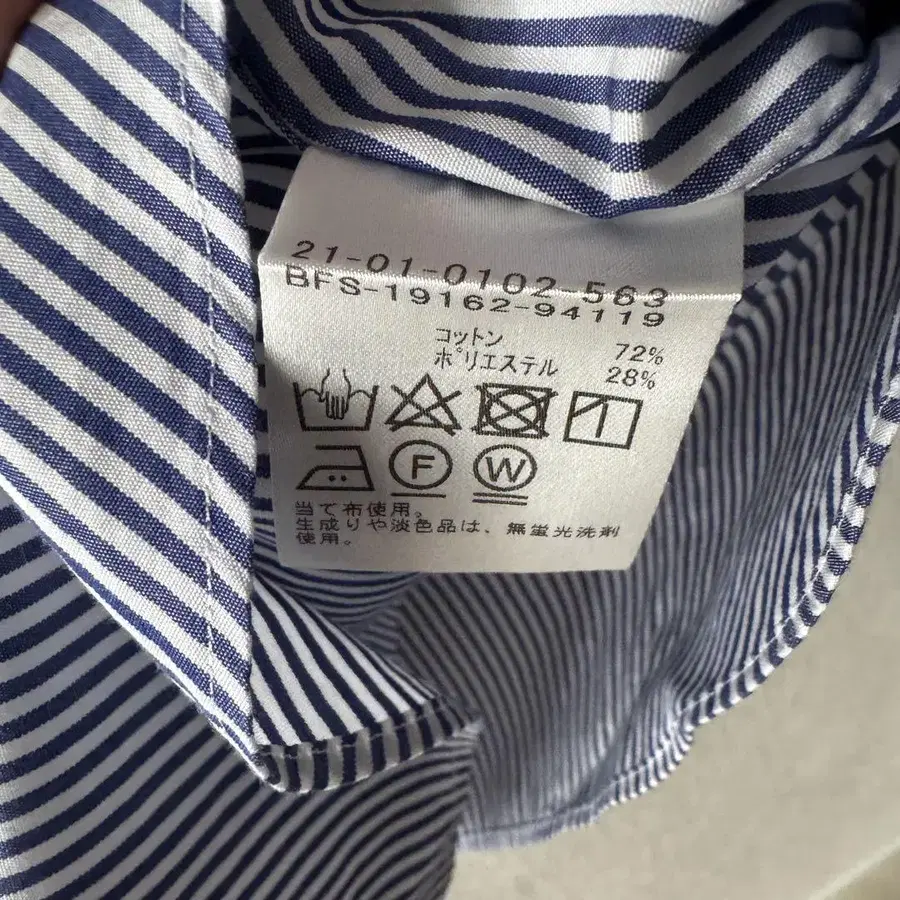 21-01-0102-563
BFS-19162-94119
コットン 72%
ポリエステル 28%
F W
当て布使用。
生成りや淡色品は、無蛍光洗剤
使用。